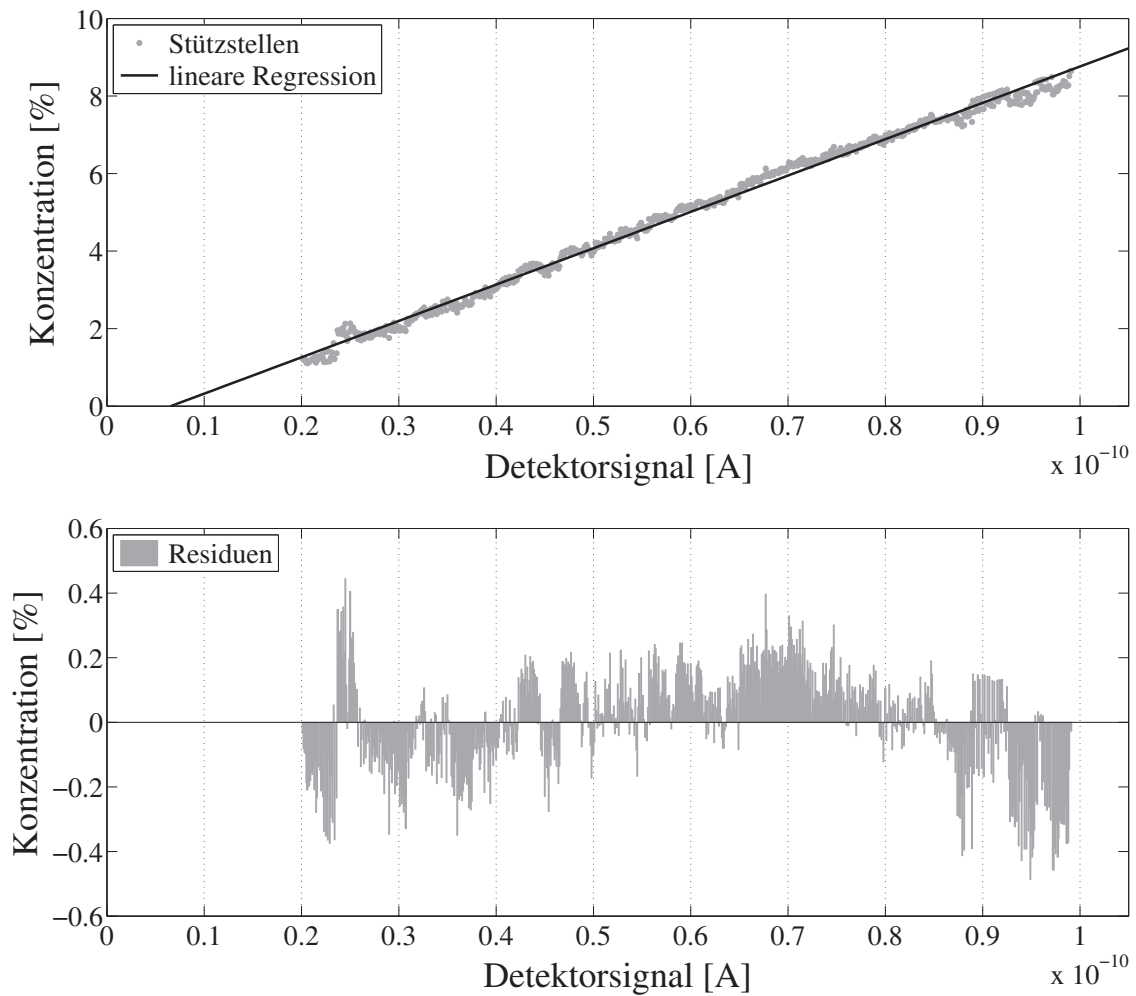 10
8
6
4
2
0
Konzentration [%]
Stützstellen
lineare Regression
0 0.1 0.2 0.3 0.4 0.5 0.6 0.7 0.8 0.9 1
x 10⁻¹⁰
Detektorsignal [A]
0.6
0.4
0.2
0
−0.2
−0.4
−0.6
Konzentration [%]
Residuen
0 0.1 0.2 0.3 0.4 0.5 0.6 0.7 0.8 0.9 1
x 10⁻¹⁰
Detektorsignal [A]